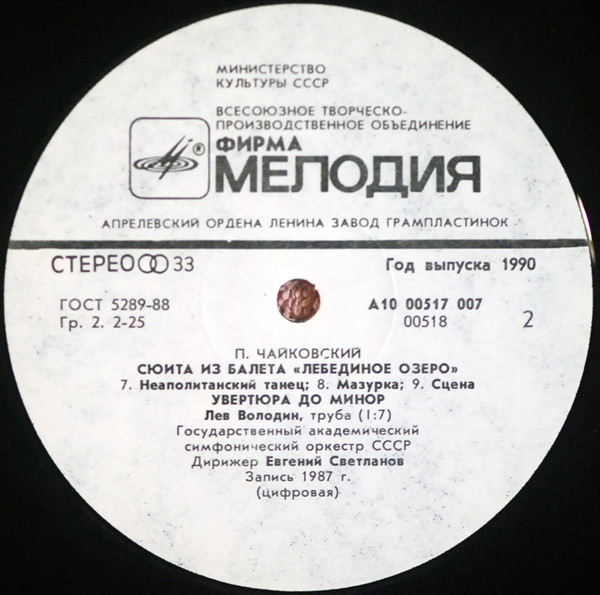 МИНИСТЕРСТВО
КУЛЬТУРЫ СССР
ВСЕСОЮЗНОЕ ТВОРЧЕСКО-
ПРОИЗВОДСТВЕННОЕ ОБЪЕДИНЕНИЕ
ФИРМА
® МЕЛОДИЯ
АПРЕЛЕВСКИЙ ОРДЕНА ЛЕНИНА ЗАВОД ГРАМПЛАСТИНОК
СТЕРЕО 33 Год выпуска 1990
ГОСТ 5289-88 А10 00517 007
Гр. 2. 2-25 00518 2
П. ЧАЙКОВСКИЙ
СЮИТА ИЗ БАЛЕТА «ЛЕБЕДИНОЕ ОЗЕРО»
7. Неаполитанский танец; 8. Мазурка; 9. Сцена
УВЕРТЮРА ДО МИНОР
Лев Володин, труба (1:7)
Государственный академический
симфонический оркестр СССР
Дирижер Евгений Светланов
Запись 1987 г.
(цифровая)